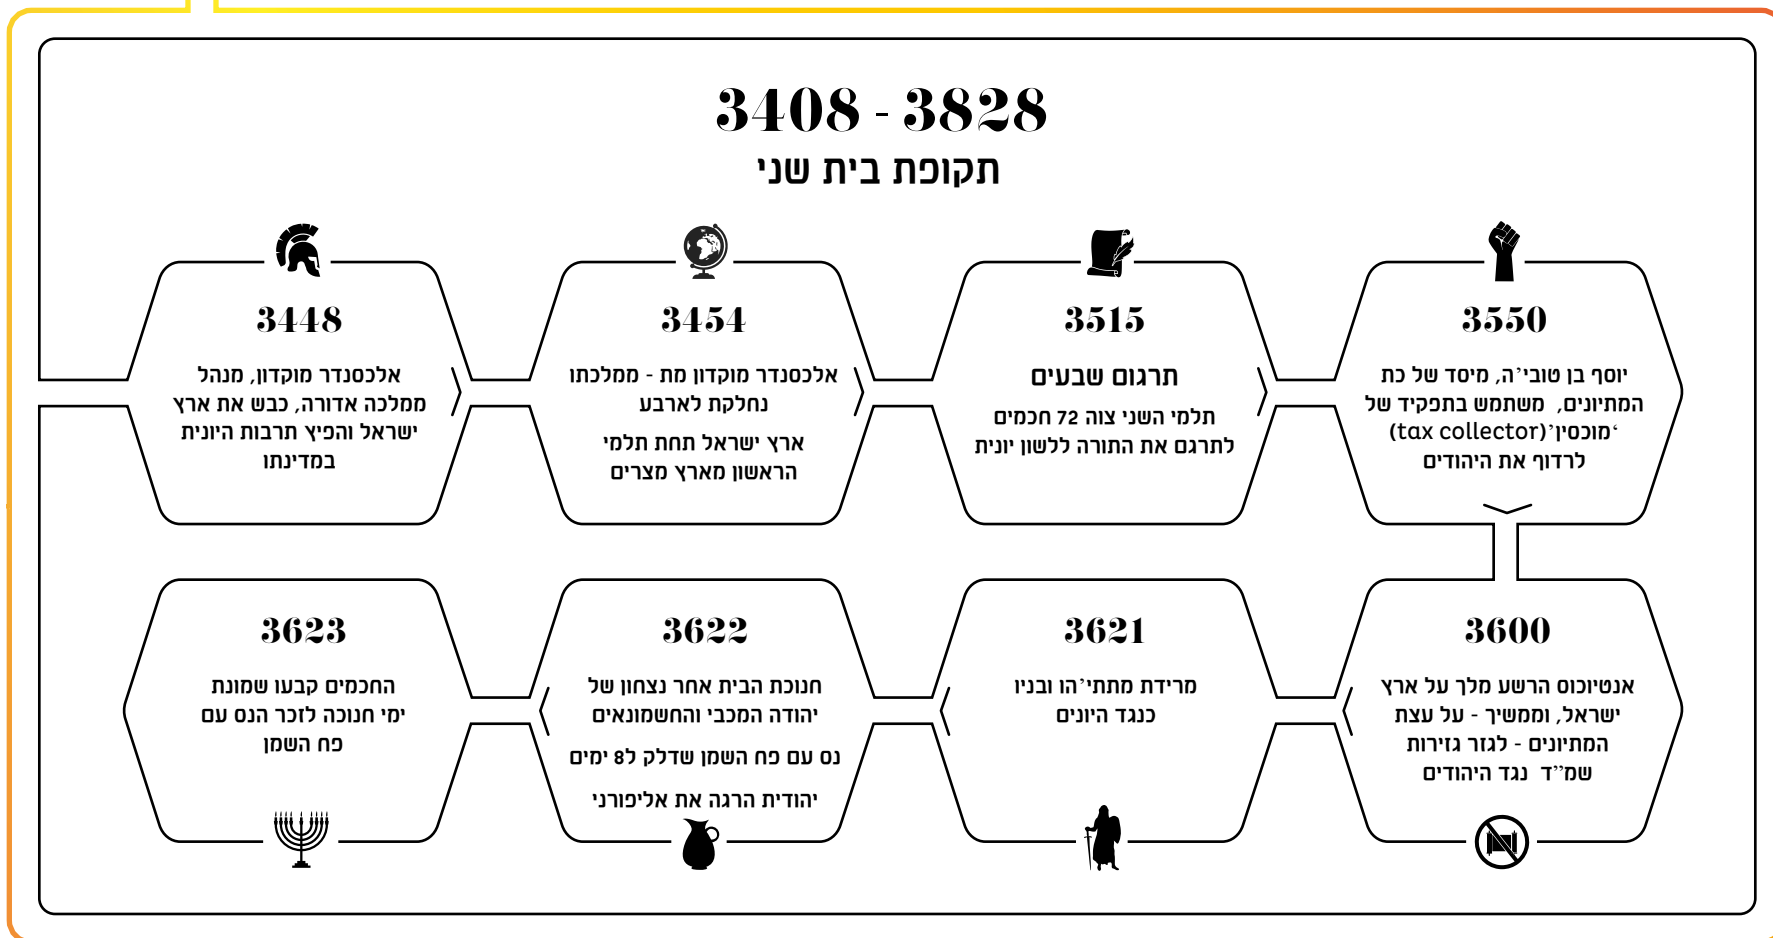 3408 - 3828
תקופת בית שני
3448
אלכסנדר מוקדון, מנהל
ממלכה אדורה, כבש את ארץ
ישראל והפיץ תרבות היונית
במדינתו
3454
אלכסנדר מוקדון מת - ממלכתו
נחלקת לארבע
ארץ ישראל תחת תלמי
הראשון מארץ מצרים
3515
תרגום שבעים
תלמי השני צוה 72 חכמים
לתרגם את התורה ללשון יונית
3550
יוסף בן טובי'ה, מיסד של כת
המתיונים, משתמש בתפקיד של
'מוכסין'(tax collector)
לרדוף את היהודים
3600
אנטיוכוס הרשע מלך על ארץ
ישראל, וממשיך - על עצת
המתיונים - לגזר גזירות
שמ"ד נגד היהודים
3621
מרידת מתתי'הו ובניו
כנגד היונים
3622
חנוכת הבית אחר נצחון של
יהודה המכבי והחשמונאים
נס עם פח השמן שדלק ל8 ימים
יהודית הרגה את אליפורני
3623
החכמים קבעו שמונת
ימי חנוכה לזכר הנס עם
פח השמן